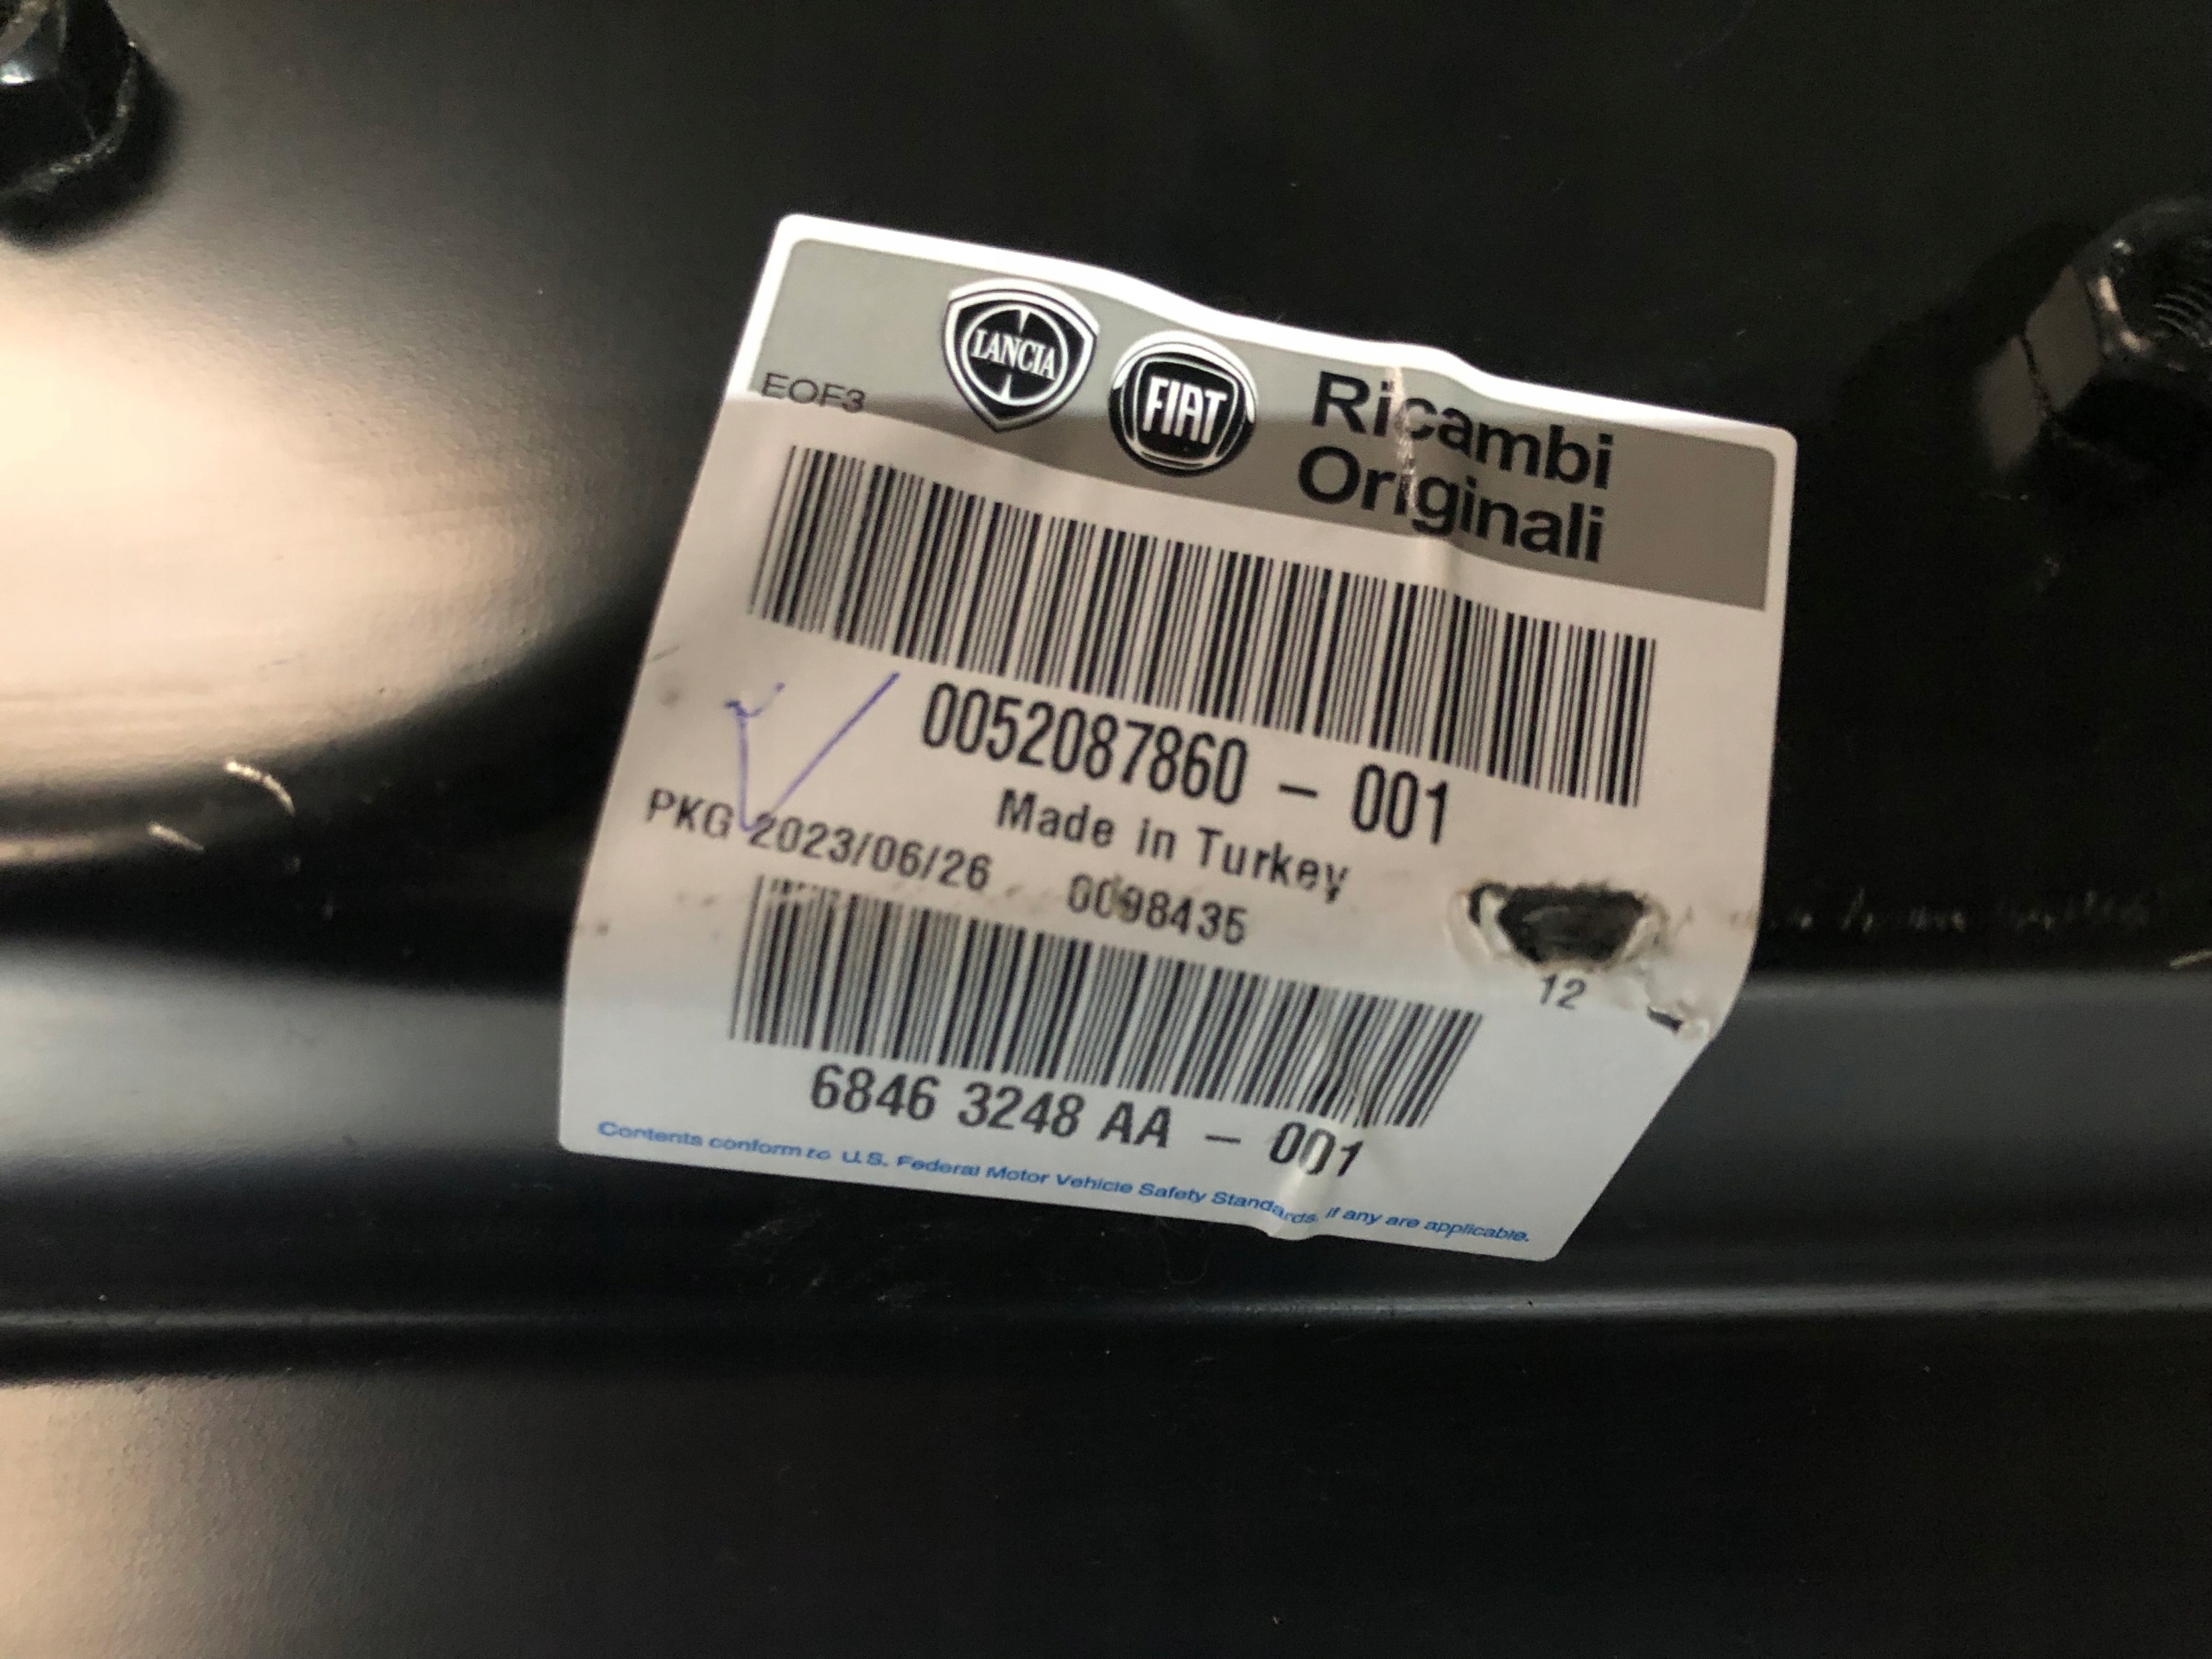 LANCIA
FIAT
Ricambi
Originali
EOF3
0052087860 - 001
Made in Turkey
PKG 2023/06/26 0098435
12
6846 3248 AA - 001
Contents conform to U.S. Federal Motor Vehicle Safety Standards, if any are applicable.